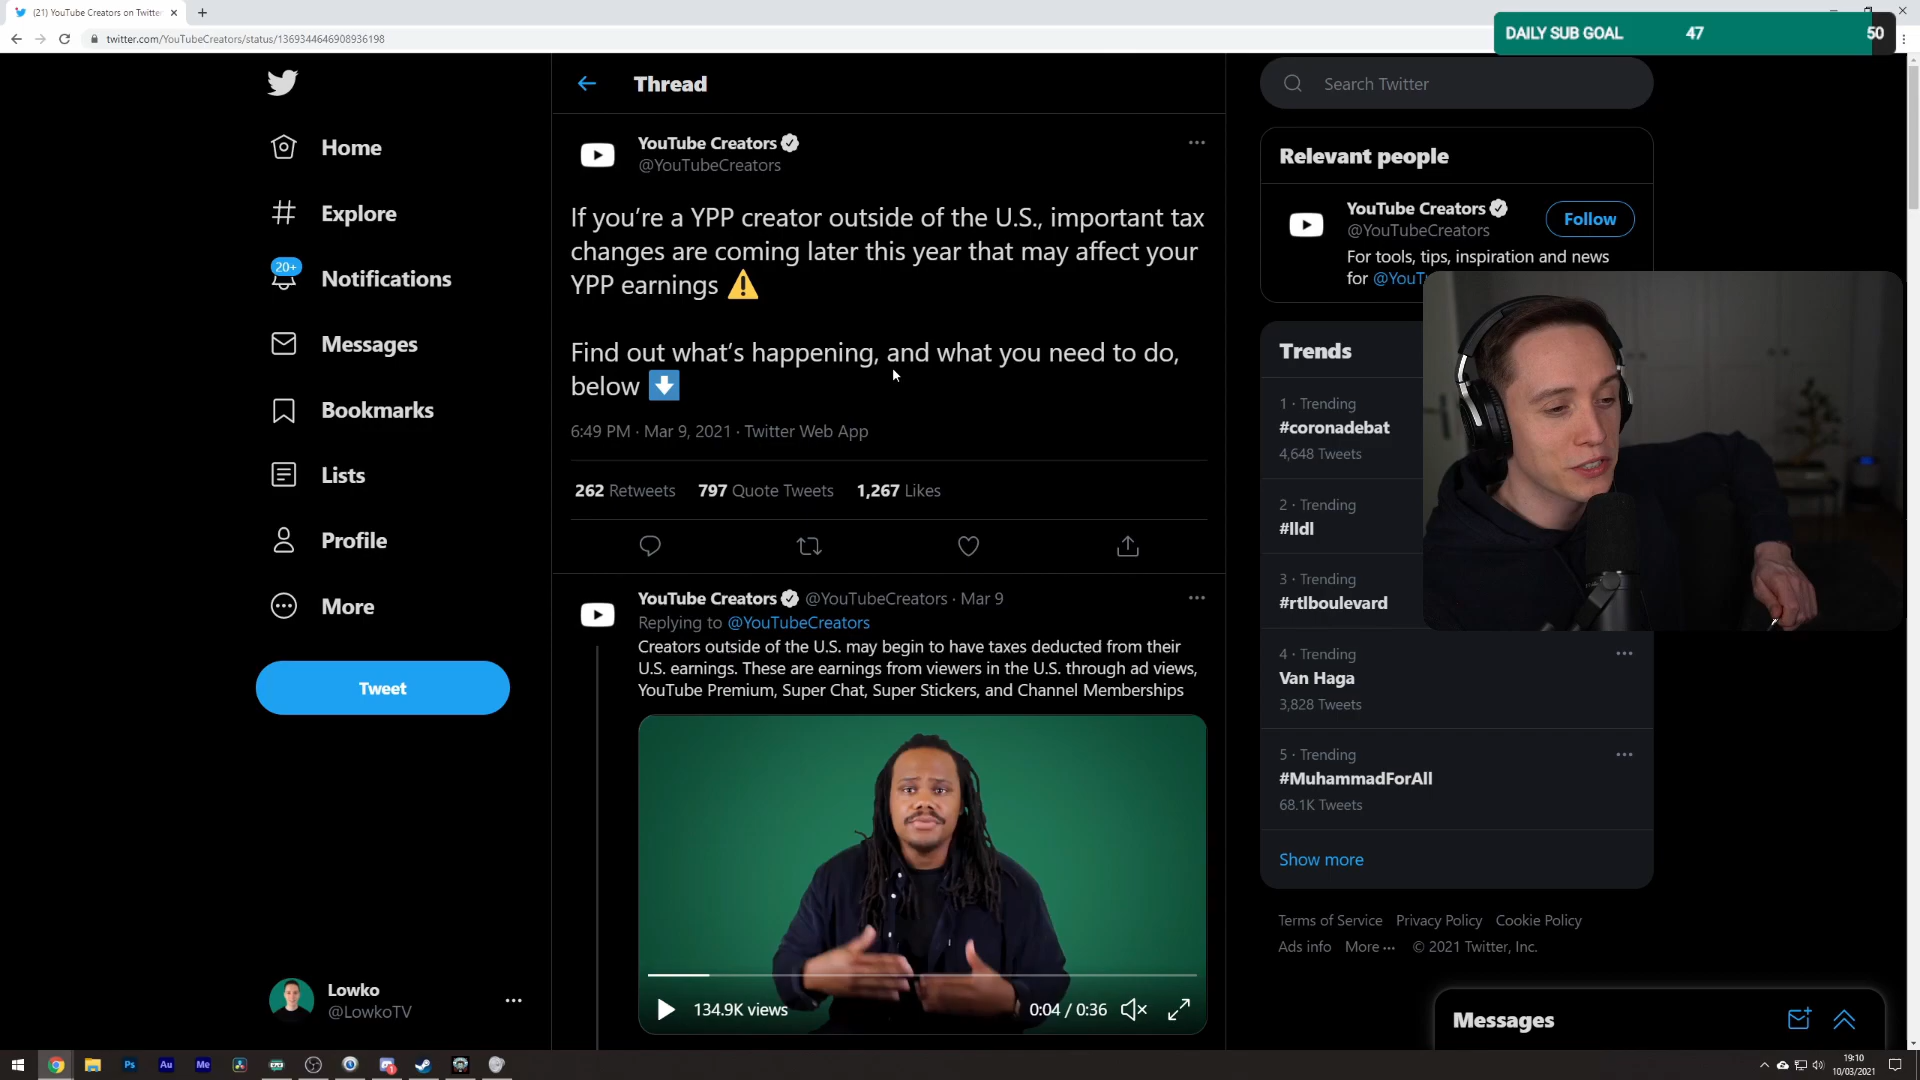 (21) YouTube Creators on Twitter
twitter.com/YouTubeCreators/status/1369344646908936198
DAILY SUB GOAL 47 50
Home
Explore
20+
Notifications
Messages
Bookmarks
Lists
Profile
More
Tweet
Lowko
@LowkoTV
Thread
YouTube Creators
@YouTubeCreators
If you’re a YPP creator outside of the U.S., important tax
changes are coming later this year that may affect your
YPP earnings
Find out what’s happening, and what you need to do,
below
6:49 PM · Mar 9, 2021 · Twitter Web App
262 Retweets 797 Quote Tweets 1,267 Likes
YouTube Creators @YouTubeCreators · Mar 9
Replying to @YouTubeCreators
Creators outside of the U.S. may begin to have taxes deducted from their
U.S. earnings. These are earnings from viewers in the U.S. through ad views,
YouTube Premium, Super Chat, Super Stickers, and Channel Memberships
134.9K views 0:04 / 0:36
Search Twitter
Relevant people
YouTube Creators
@YouTubeCreators
Follow
For tools, tips, inspiration and news
for @YouT
Trends
1 · Trending
#coronadebat
4,648 Tweets
2 · Trending
3 · Trending
#rtlboulevard
4 · Trending
Van Haga
3,828 Tweets
5 · Trending
#MuhammadForAll
68.1K Tweets
Show more
Terms of Service Privacy Policy Cookie Policy
Ads info More © 2021 Twitter, Inc.
Messages
Ps Au Me
19:10
10/03/2021